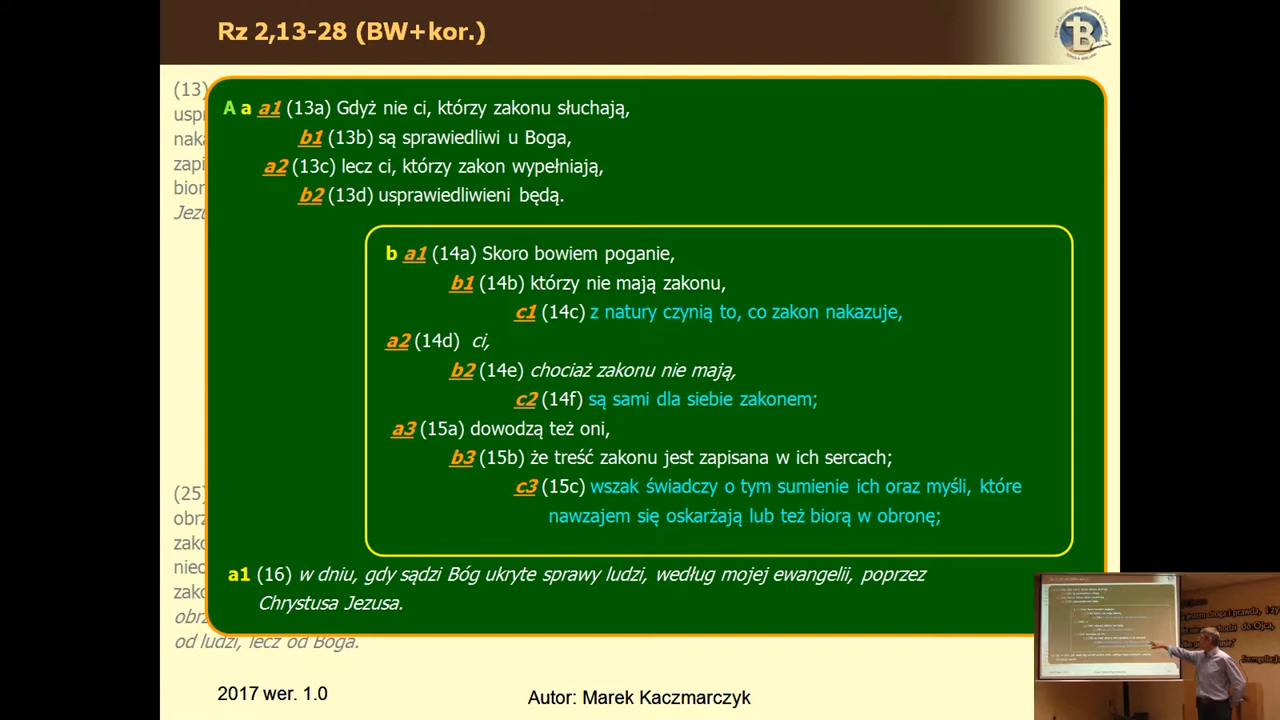 Rz 2,13-28 (BW+kor.)
(13)
A a a1 (13a) Gdyż nie ci, którzy zakonu słuchają,
b1 (13b) są sprawiedliwi u Boga,
a2 (13c) lecz ci, którzy zakon wypełniają,
b2 (13d) usprawiedliwieni będą.
b a1 (14a) Skoro bowiem poganie,
b1 (14b) którzy nie mają zakonu,
c1 (14c) z natury czynią to, co zakon nakazuje,
a2 (14d) ci,
b2 (14e) chociaż zakonu nie mają,
c2 (14f) są sami dla siebie zakonem;
a3 (15a) dowodzą też oni,
b3 (15b) że treść zakonu jest zapisana w ich sercach;
(25)
c3 (15c) wszak świadczy o tym sumienie ich oraz myśli, które
nawzajem się oskarżają lub też biorą w obronę;
a1 (16) w dniu, gdy sądzi Bóg ukryte sprawy ludzi, według mojej ewangelii, poprzez
Chrystusa Jezusa.
od ludzi, lecz od Boga.
2017 wer. 1.0
Autor: Marek Kaczmarczyk